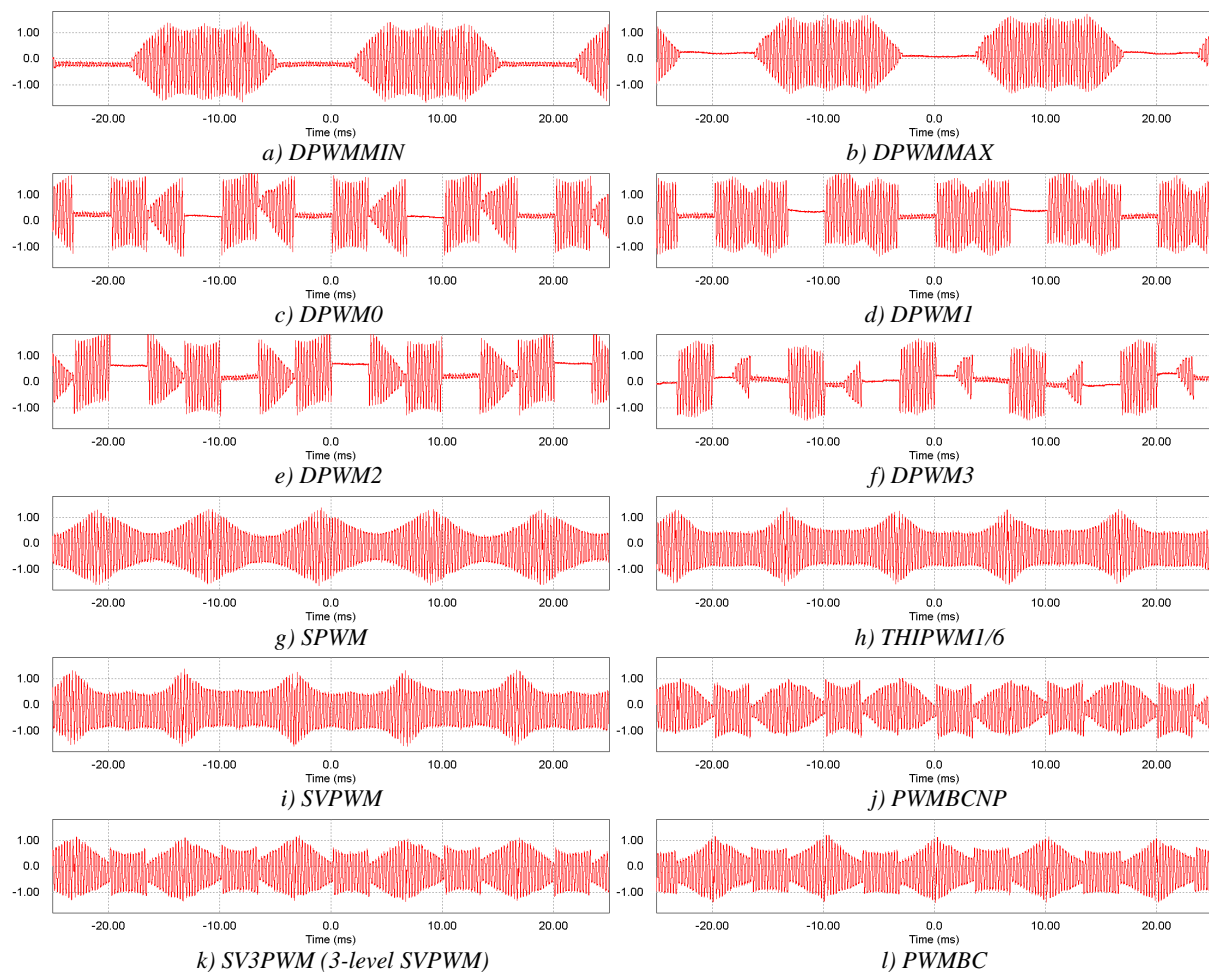 1.00
0.0
-1.00
-20.00 -10.00 0.0 10.00 20.00
Time (ms)
a) DPWMMIN
1.00
0.0
-1.00
-20.00 -10.00 0.0 10.00 20.00
Time (ms)
b) DPWMMAX
1.00
0.0
-1.00
-20.00 -10.00 0.0 10.00 20.00
Time (ms)
c) DPWM0
1.00
0.0
-1.00
-20.00 -10.00 0.0 10.00 20.00
Time (ms)
d) DPWM1
1.00
0.0
-1.00
-20.00 -10.00 0.0 10.00 20.00
Time (ms)
e) DPWM2
1.00
0.0
-1.00
-20.00 -10.00 0.0 10.00 20.00
Time (ms)
f) DPWM3
1.00
0.0
-1.00
-20.00 -10.00 0.0 10.00 20.00
Time (ms)
g) SPWM
1.00
0.0
-1.00
-20.00 -10.00 0.0 10.00 20.00
Time (ms)
h) THIPWM1/6
1.00
0.0
-1.00
-20.00 -10.00 0.0 10.00 20.00
Time (ms)
i) SVPWM
1.00
0.0
-1.00
-20.00 -10.00 0.0 10.00 20.00
Time (ms)
j) PWMBCNP
1.00
0.0
-1.00
-20.00 -10.00 0.0 10.00 20.00
Time (ms)
k) SV3PWM (3-level SVPWM)
1.00
0.0
-1.00
-20.00 -10.00 0.0 10.00 20.00
Time (ms)
l) PWMBC